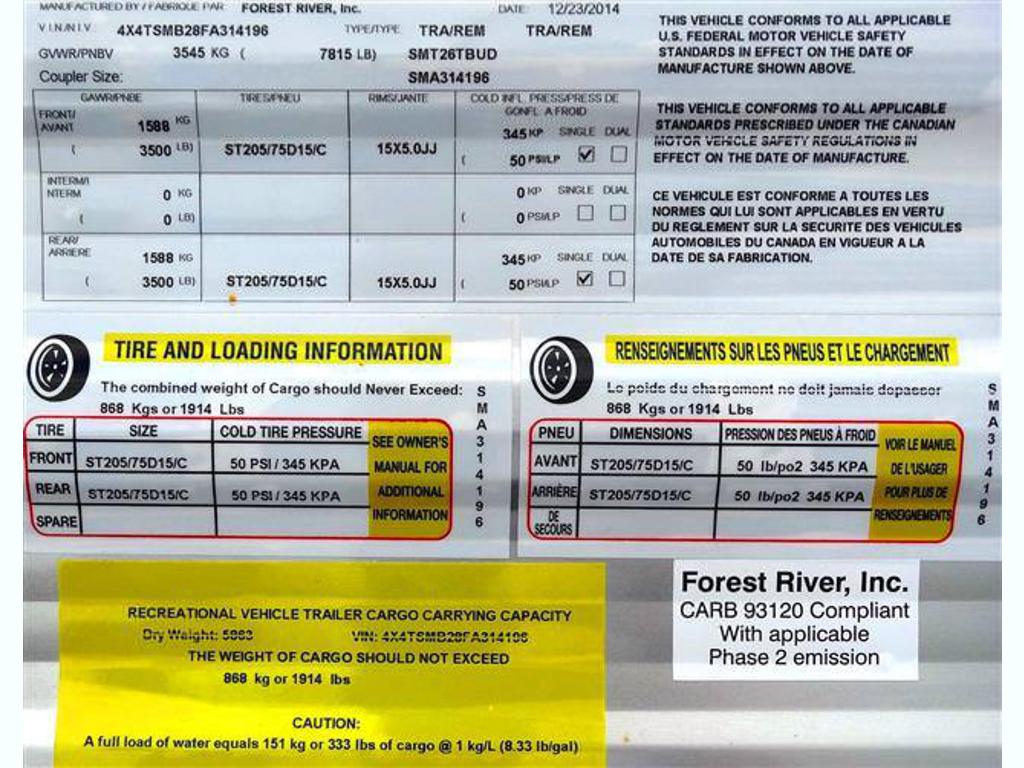 MANUFACTURED BY / FABRIQUE PAR FOREST RIVER, Inc. DATE 12/23/2014
V.I.N./N.I.V. 4X4TSMB28FA314196 TYPE/TYPE TRA/REM TRA/REM
GVWR/PNBV 3545 KG ( 7815 LB) SMT26TBUD
Coupler Size: SMA314196
GAWR/PNBE TIRES/PNEU RIMS/JANTE COLD INFL. PRESS/PRESS DE GONFL. A FROID
FRONT/ AVANT 1588 KG 345 KP SINGLE DUAL
( 3500 LB) ST205/75D15/C 15X5.0JJ ( 50 PSI/LP
INTERM/I NTERM 0 KG 0 KP SINGLE DUAL
( 0 LB) ( 0 PSI/LP
REAR/ ARRIERE 1588 KG 345 KP SINGLE DUAL
( 3500 LB) ST205/75D15/C 15X5.0JJ ( 50 PSI/LP
THIS VEHICLE CONFORMS TO ALL APPLICABLE
U.S. FEDERAL MOTOR VEHICLE SAFETY
STANDARDS IN EFFECT ON THE DATE OF
MANUFACTURE SHOWN ABOVE.
THIS VEHICLE CONFORMS TO ALL APPLICABLE
STANDARDS PRESCRIBED UNDER THE CANADIAN
MOTOR VEHICLE SAFETY REGULATIONS IN
EFFECT ON THE DATE OF MANUFACTURE.
CE VEHICULE EST CONFORME A TOUTES LES
NORMES QUI LUI SONT APPLICABLES EN VERTU
DU REGLEMENT SUR LA SECURITE DES VEHICULES
AUTOMOBILES DU CANADA EN VIGUEUR A LA
DATE DE SA FABRICATION.
TIRE AND LOADING INFORMATION
The combined weight of Cargo should Never Exceed:
868 Kgs or 1914 Lbs
TIRE SIZE COLD TIRE PRESSURE
FRONT ST205/75D15/C 50 PSI / 345 KPA
REAR ST205/75D15/C 50 PSI / 345 KPA
SPARE
SEE OWNER'S
MANUAL FOR
ADDITIONAL
INFORMATION
SMA314196
RENSEIGNEMENTS SUR LES PNEUS ET LE CHARGEMENT
Le poids du chargement ne doit jamais depasser
868 Kgs or 1914 Lbs
PNEU DIMENSIONS PRESSION DES PNEUS À FROID
AVANT ST205/75D15/C 50 lb/po2 345 KPA
ARRIÈRE ST205/75D15/C 50 lb/po2 345 KPA
DE SECOURS
VOIR LE MANUEL
DE L'USAGER
POUR PLUS DE
RENSEIGNEMENTS
SMA314196
RECREATIONAL VEHICLE TRAILER CARGO CARRYING CAPACITY
Dry Weight: VIN: 4X4TSMB28FA314196
THE WEIGHT OF CARGO SHOULD NOT EXCEED
868 kg or 1914 lbs
CAUTION:
A full load of water equals 151 kg or 333 lbs of cargo @ 1 kg/L (8.33 lb/gal)
Forest River, Inc.
CARB 93120 Compliant
With applicable
Phase 2 emission